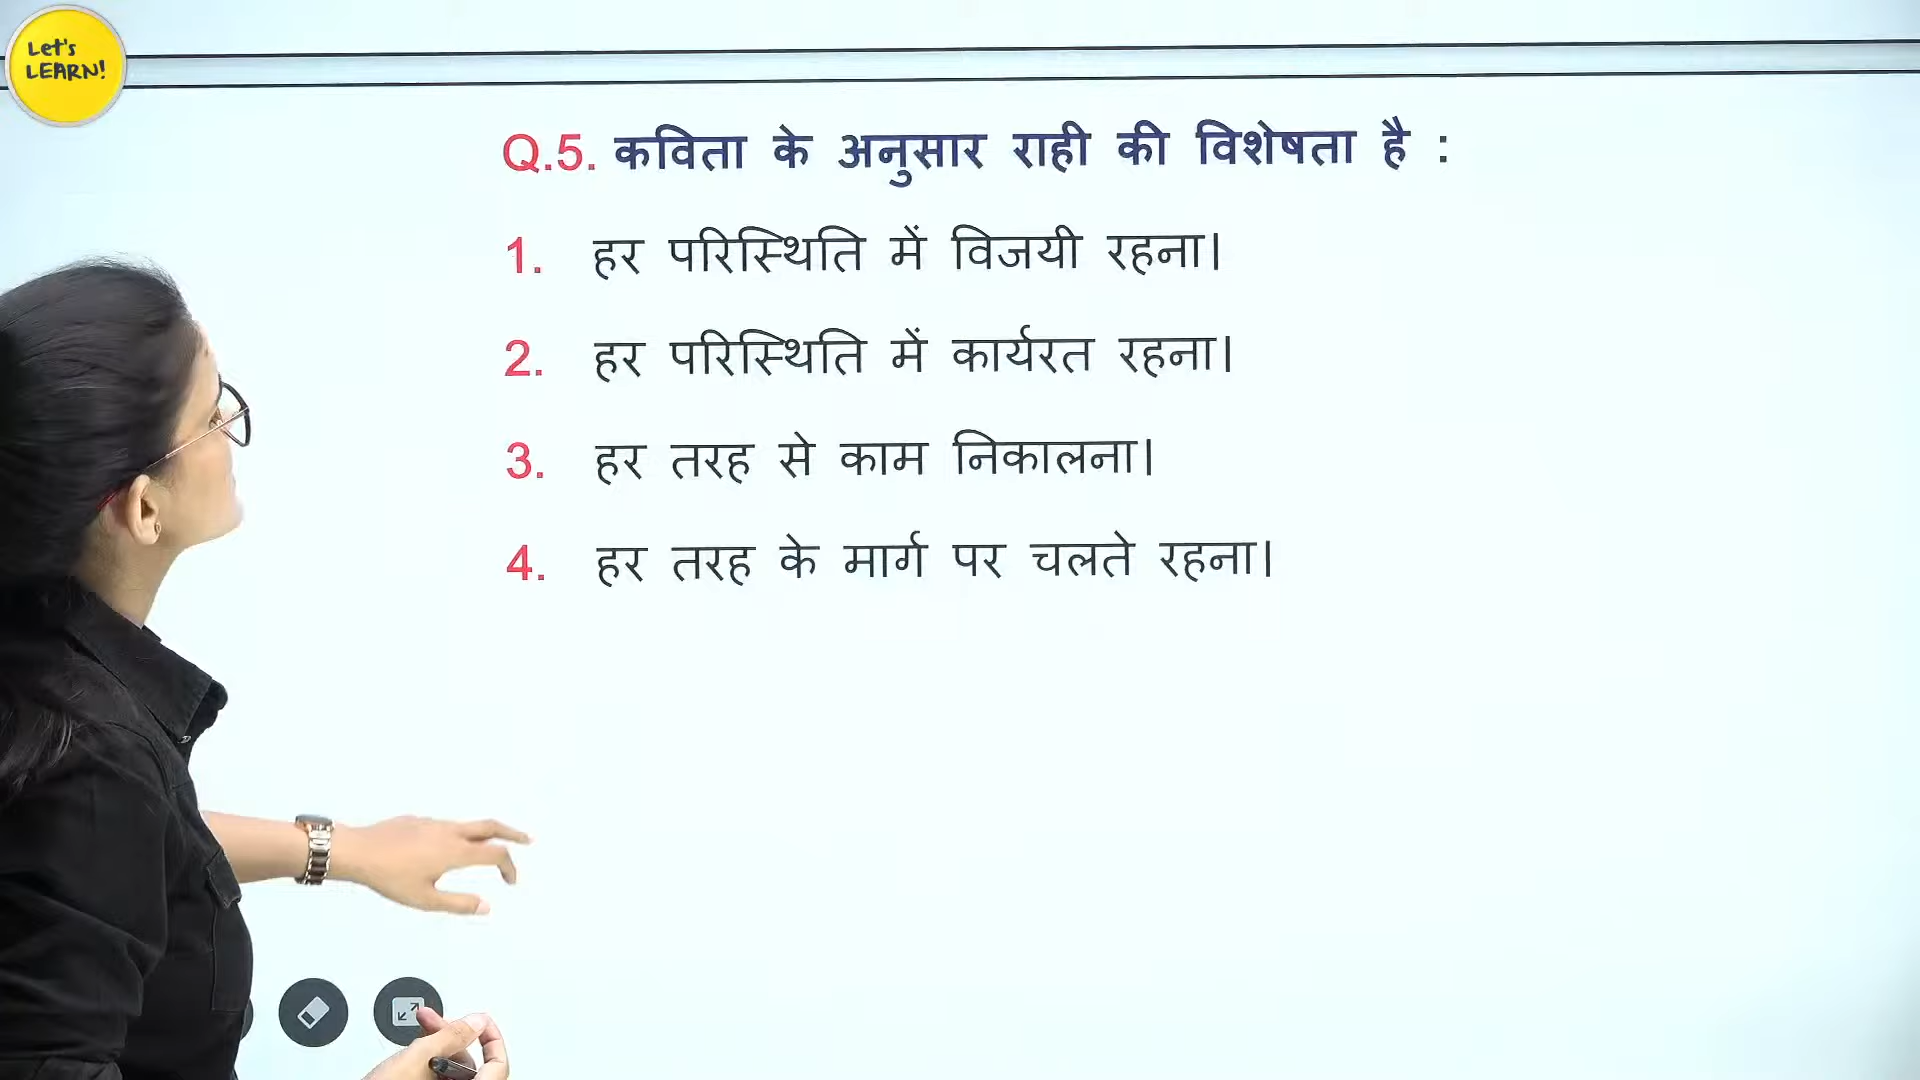 Let's
LEARN!
Q.5. कविता के अनुसार राही की विशेषता है :
1. हर परिस्थिति में विजयी रहना।
2. हर परिस्थिति में कार्यरत रहना।
3. हर तरह से काम निकालना।
4. हर तरह के मार्ग पर चलते रहना।